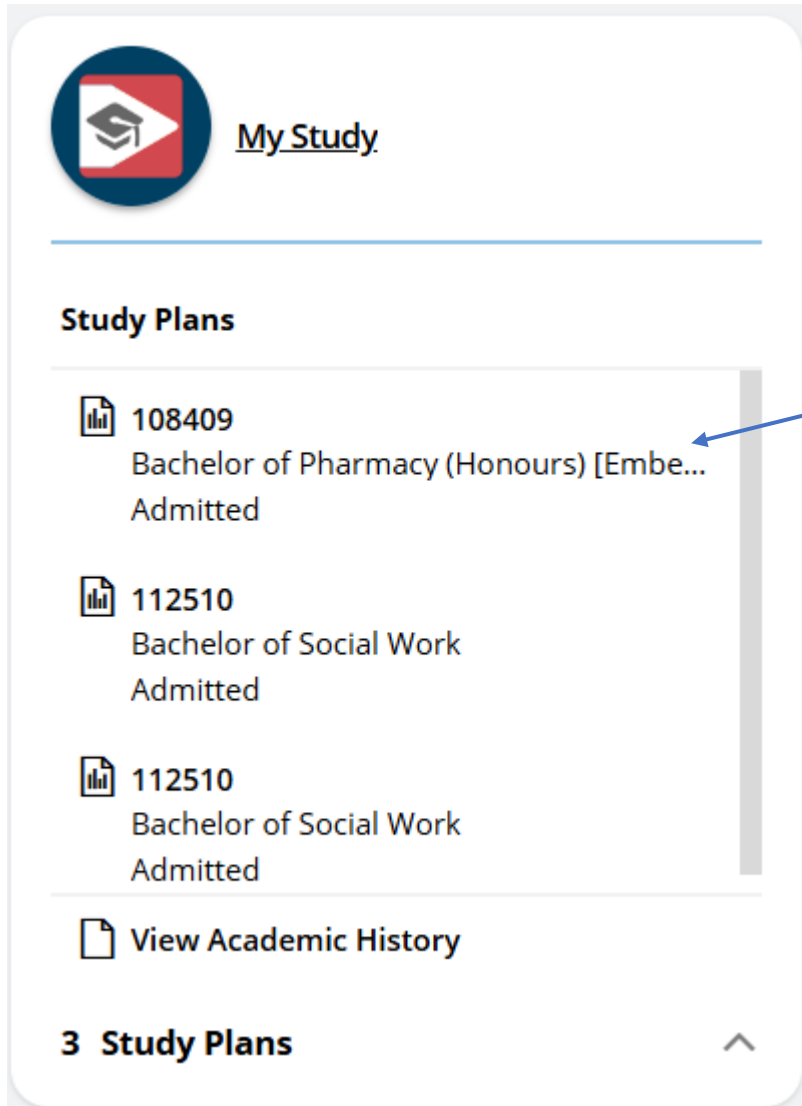 My Study
Study Plans
108409
Bachelor of Pharmacy (Honours) [Embe...
Admitted
112510
Bachelor of Social Work
Admitted
112510
Bachelor of Social Work
Admitted
View Academic History
3 Study Plans